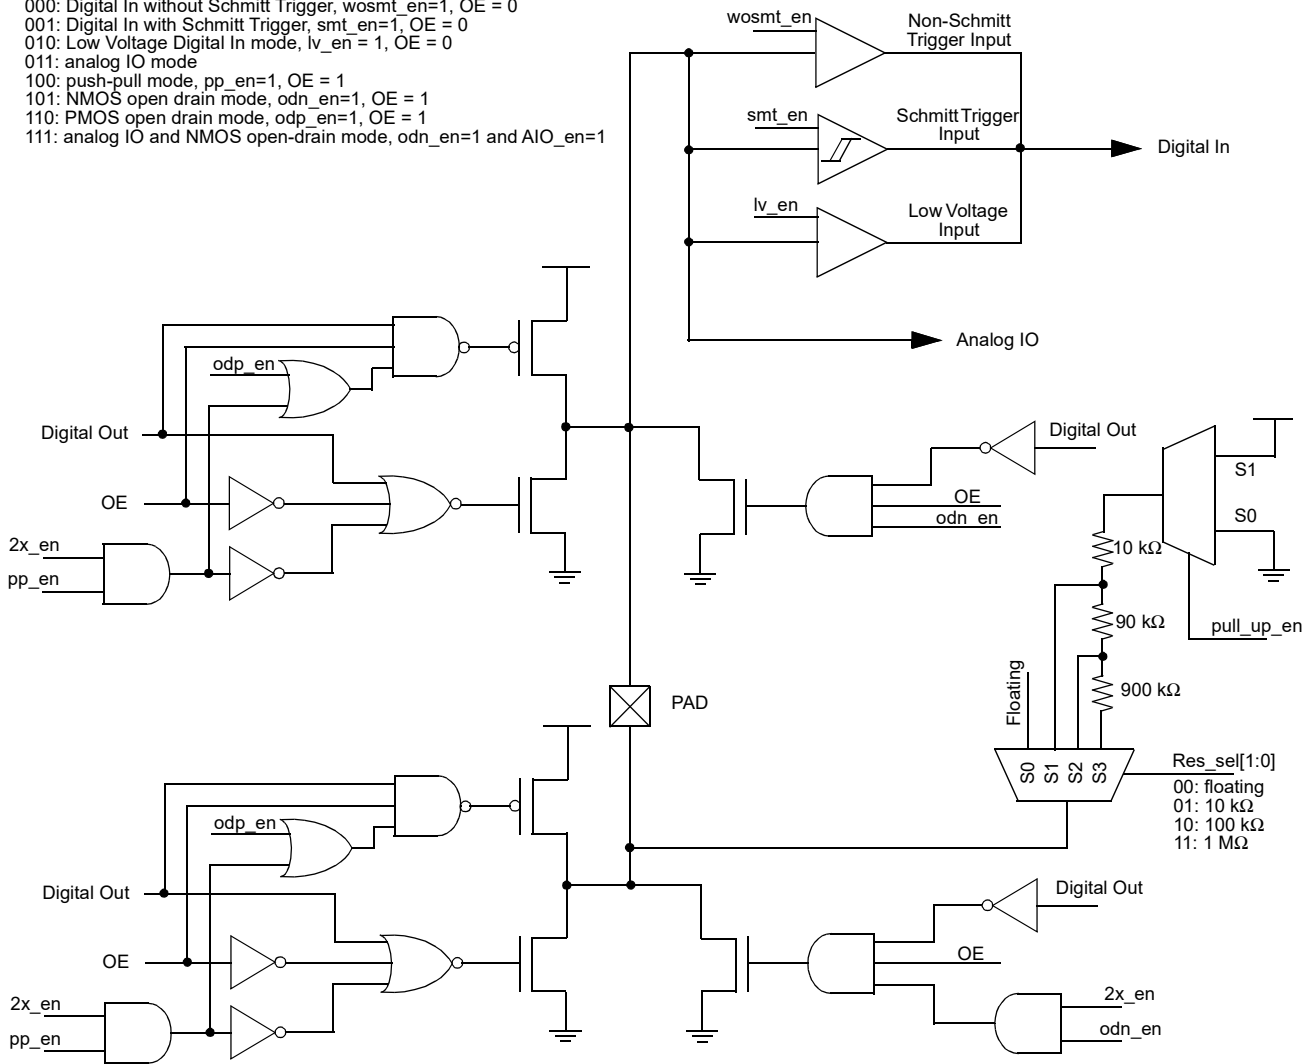 000: Digital In without Schmitt Trigger, wosmt_en=1, OE = 0
001: Digital In with Schmitt Trigger, smt_en=1, OE = 0
010: Low Voltage Digital In mode, lv_en = 1, OE = 0
011: analog IO mode
100: push-pull mode, pp_en=1, OE = 1
101: NMOS open drain mode, odn_en=1, OE = 1
110: PMOS open drain mode, odp_en=1, OE = 1
111: analog IO and NMOS open-drain mode, odn_en=1 and AIO_en=1
wosmt_en
Non-Schmitt
Trigger Input
smt_en
Schmitt Trigger
Input
Digital In
lv_en
Low Voltage
Input
Analog IO
odp_en
Digital Out
OE
2x_en
pp_en
Digital Out
OE
odn_en
S1
S0
10 kΩ
90 kΩ
pull_up_en
900 kΩ
Floating
PAD
S0
S1
S2
S3
Res_sel[1:0]
00: floating
01: 10 kΩ
10: 100 kΩ
11: 1 MΩ
odp_en
Digital Out
OE
2x_en
pp_en
Digital Out
OE
2x_en
odn_en